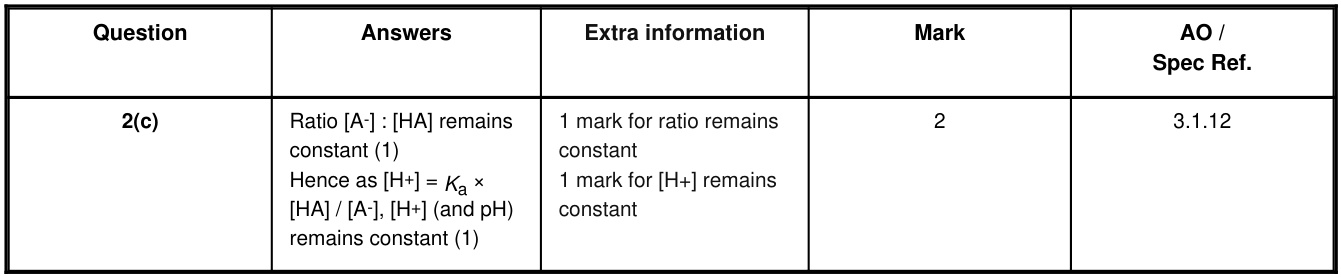 Question Answers Extra information Mark AO /
Spec Ref.
2(c) Ratio [A-] : [HA] remains 1 mark for ratio remains 2 3.1.12
constant (1) constant
Hence as [H+] = Ka × 1 mark for [H+] remains
[HA] / [A-], [H+] (and pH) constant
remains constant (1)